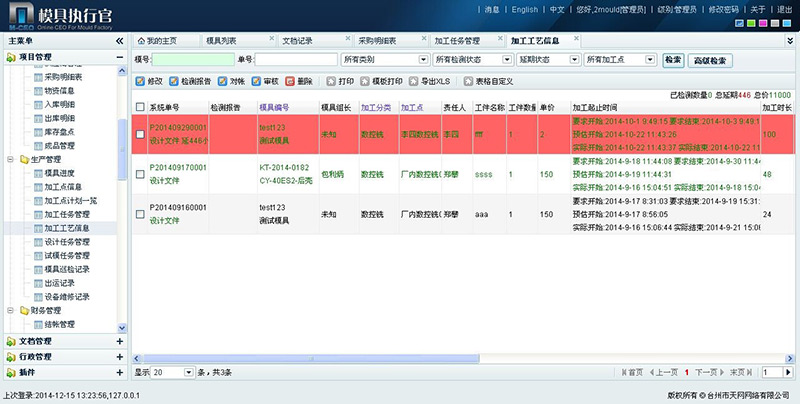 模具执行官
M-CEO Online CEO For Mould Factory
消息 | English | 中文 | 您好,2mould[管理员] | 级别:管理员 | 修改密码 | 关于 | 退出
主菜单
我的主页 模具列表 文档记录 采购明细表 加工任务管理 加工工艺信息
项目管理
模号: 单号: 所有类别 所有检测状态 延期状态 所有加工点 检索 高级检索
修改 检测报告 对帐 审核 删除 打印 模板打印 导出XLS 表格自定义
已检测数量0 总延期446 总价11000
采购明细表
物资信息
入库明细
出库明细
库存盘点
成品管理
生产管理
模具进度
加工点信息
加工点计划一览
加工任务管理
加工工艺信息
设计任务管理
试模任务管理
模具巡检记录
出运记录
设备维修记录
财务管理
结帐管理
文档管理
行政管理
插件
系统单号 检测报告 模具编号 模具组长 加工分类 加工点 责任人 工件名称 工件数量 单价 加工起止时间 加工时长
P201409290001 test123 未知 数控铣 李四数控铣 李四 ffff 1 2 100
设计文件 延446小 测试模具
要求开始:2014-10-1 9:49:15 要求结束:2014-10-3 9:49:1
预估开始:2014-10-22 11:43:26
实际开始:2014-10-22 11:43:37 实际结束:2014-10-22 11
P201409170001 KT-2014-0182 包利炳 数控铣 厂内数控铣( ssss 1 150 48
设计文件 CY-40ES2-后壳
要求开始:2014-9-18 11:44:08 要求结束:2014-9-30 11:4
预估开始:2014-9-19 11:44:31
实际开始:2014-9-16 15:04:51 实际结束:2014-9-18 15:04
P201409160001 test123 未知 数控铣 厂内数控铣( aaa 1 150 24
设计文件 测试模具
要求开始:2014-9-17 8:31:03 要求结束:2014-9-19 15:31:
预估开始:2014-9-17 8:56:05
实际开始:2014-9-16 15:06:44 实际结束:2014-9-21 15:06
显示 20 条，共3条
首页 上一页 1 下一页 末页 1
上次登录:2014-12-15 13:23:56,127.0.0.1
版权所有 @ 台州市天网网络有限公司